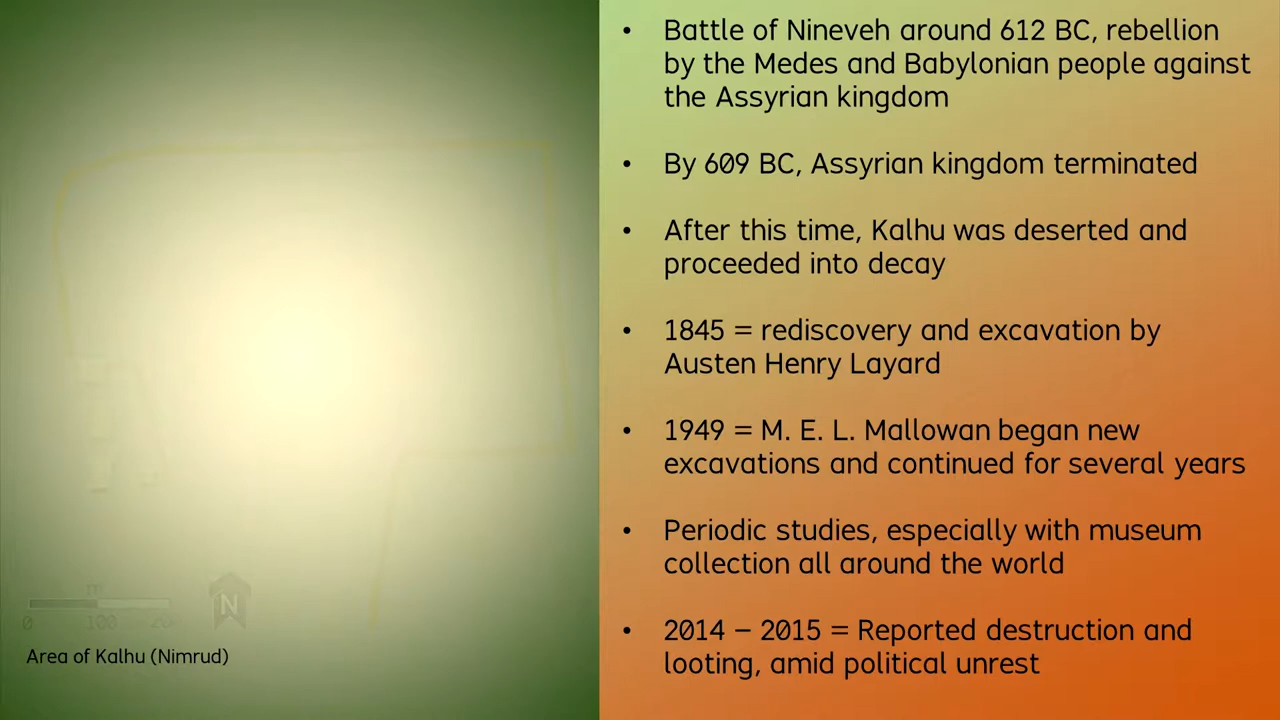 • Battle of Nineveh around 612 BC, rebellion
by the Medes and Babylonian people against
the Assyrian kingdom
• By 609 BC, Assyrian kingdom terminated
• After this time, Kalhu was deserted and
proceeded into decay
• 1845 = rediscovery and excavation by
Austen Henry Layard
• 1949 = M. E. L. Mallowan began new
excavations and continued for several years
• Periodic studies, especially with museum
collection all around the world
• 2014 – 2015 = Reported destruction and
looting, amid political unrest
N
0 100
Area of Kalhu (Nimrud)